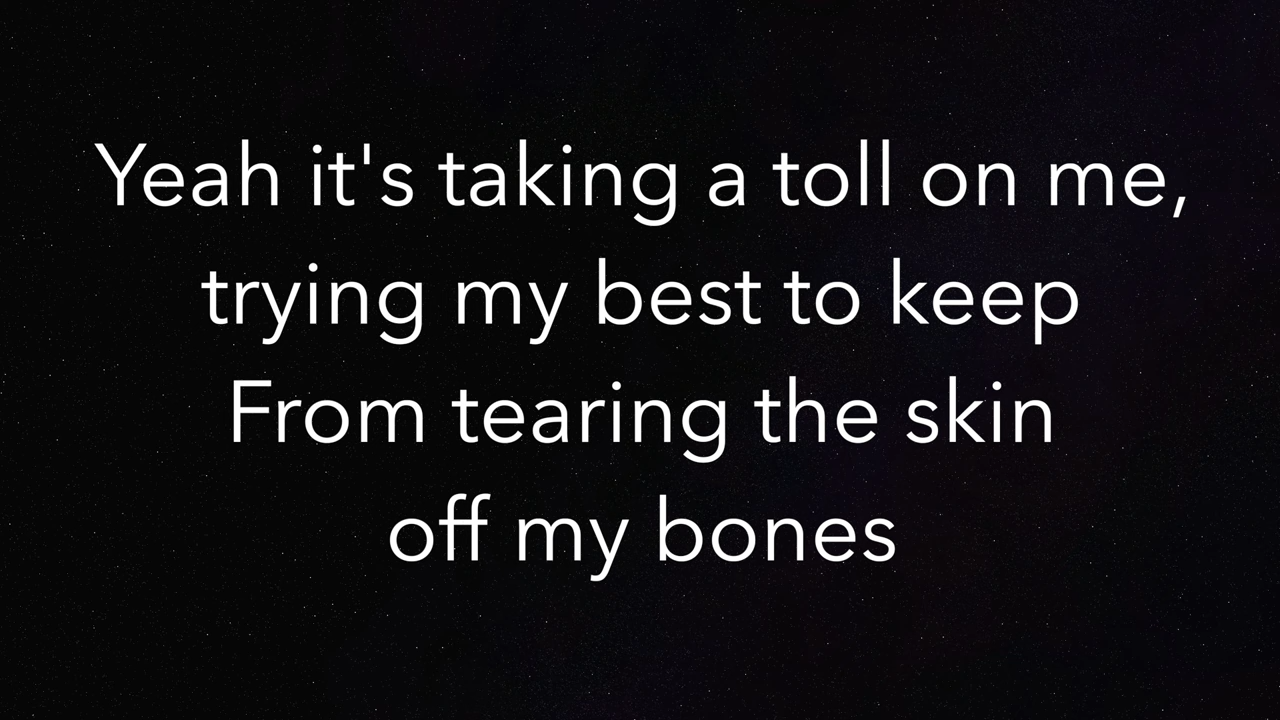 Yeah it's taking a toll on me,
trying my best to keep
From tearing the skin
off my bones